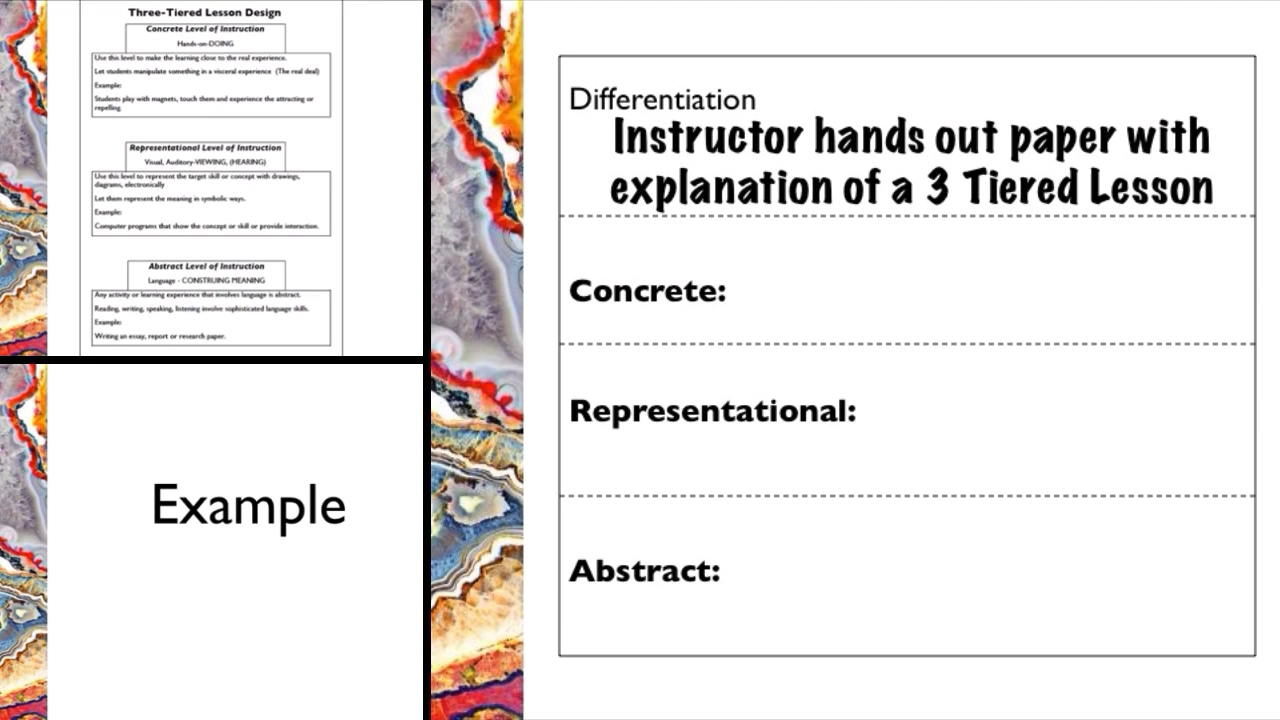 Three-Tiered Lesson Design
Concrete Level of Instruction
Hands-on-DOING
Use this level to make the learning close to the real experience.
Let students manipulate something in a visceral experience (The real deal)
Example:
Students play with magnets, touch them and experience the attracting or
repelling.
Representational Level of Instruction
Visual, Auditory-VIEWING, (HEARING)
Use this level to represent the target skill or concept with drawings,
diagrams, electronically
Let them represent the meaning in symbolic ways.
Example:
Computer programs that show the concept or skill or provide interaction.
Abstract Level of Instruction
Language - CONSTRUING MEANING
Any activity or learning experience that involves language is abstract.
Reading, writing, speaking, listening involve sophisticated language skills.
Example:
Writing an essay, report or research paper.
Example
Differentiation
Instructor hands out paper with
explanation of a 3 Tiered Lesson
Concrete:
Representational:
Abstract: